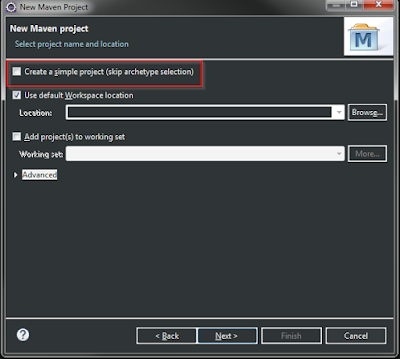 New Maven Project
New Maven project
Select project name and location
M
Create a simple project (skip archetype selection)
Use default Workspace location
Location:
Browse...
Add project(s) to working set
Working set:
More...
Advanced
?
< Back
Next >
Finish
Cancel